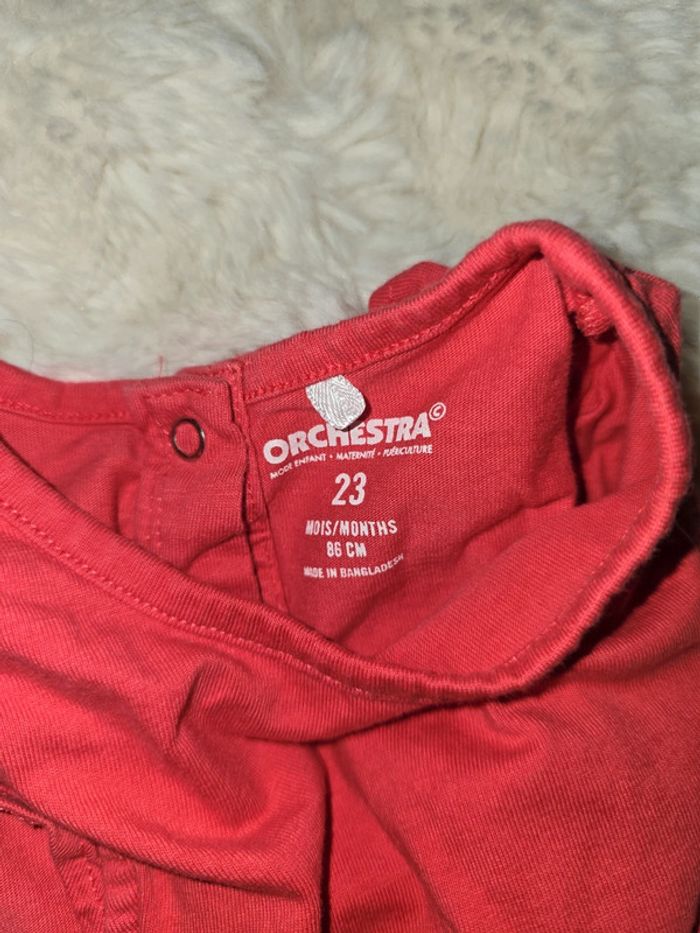 ORCHESTRA©
MODE ENFANT • MATERNITÉ • PUÉRICULTURE
23
MOIS/MONTHS
86 CM
MADE IN BANGLADESH